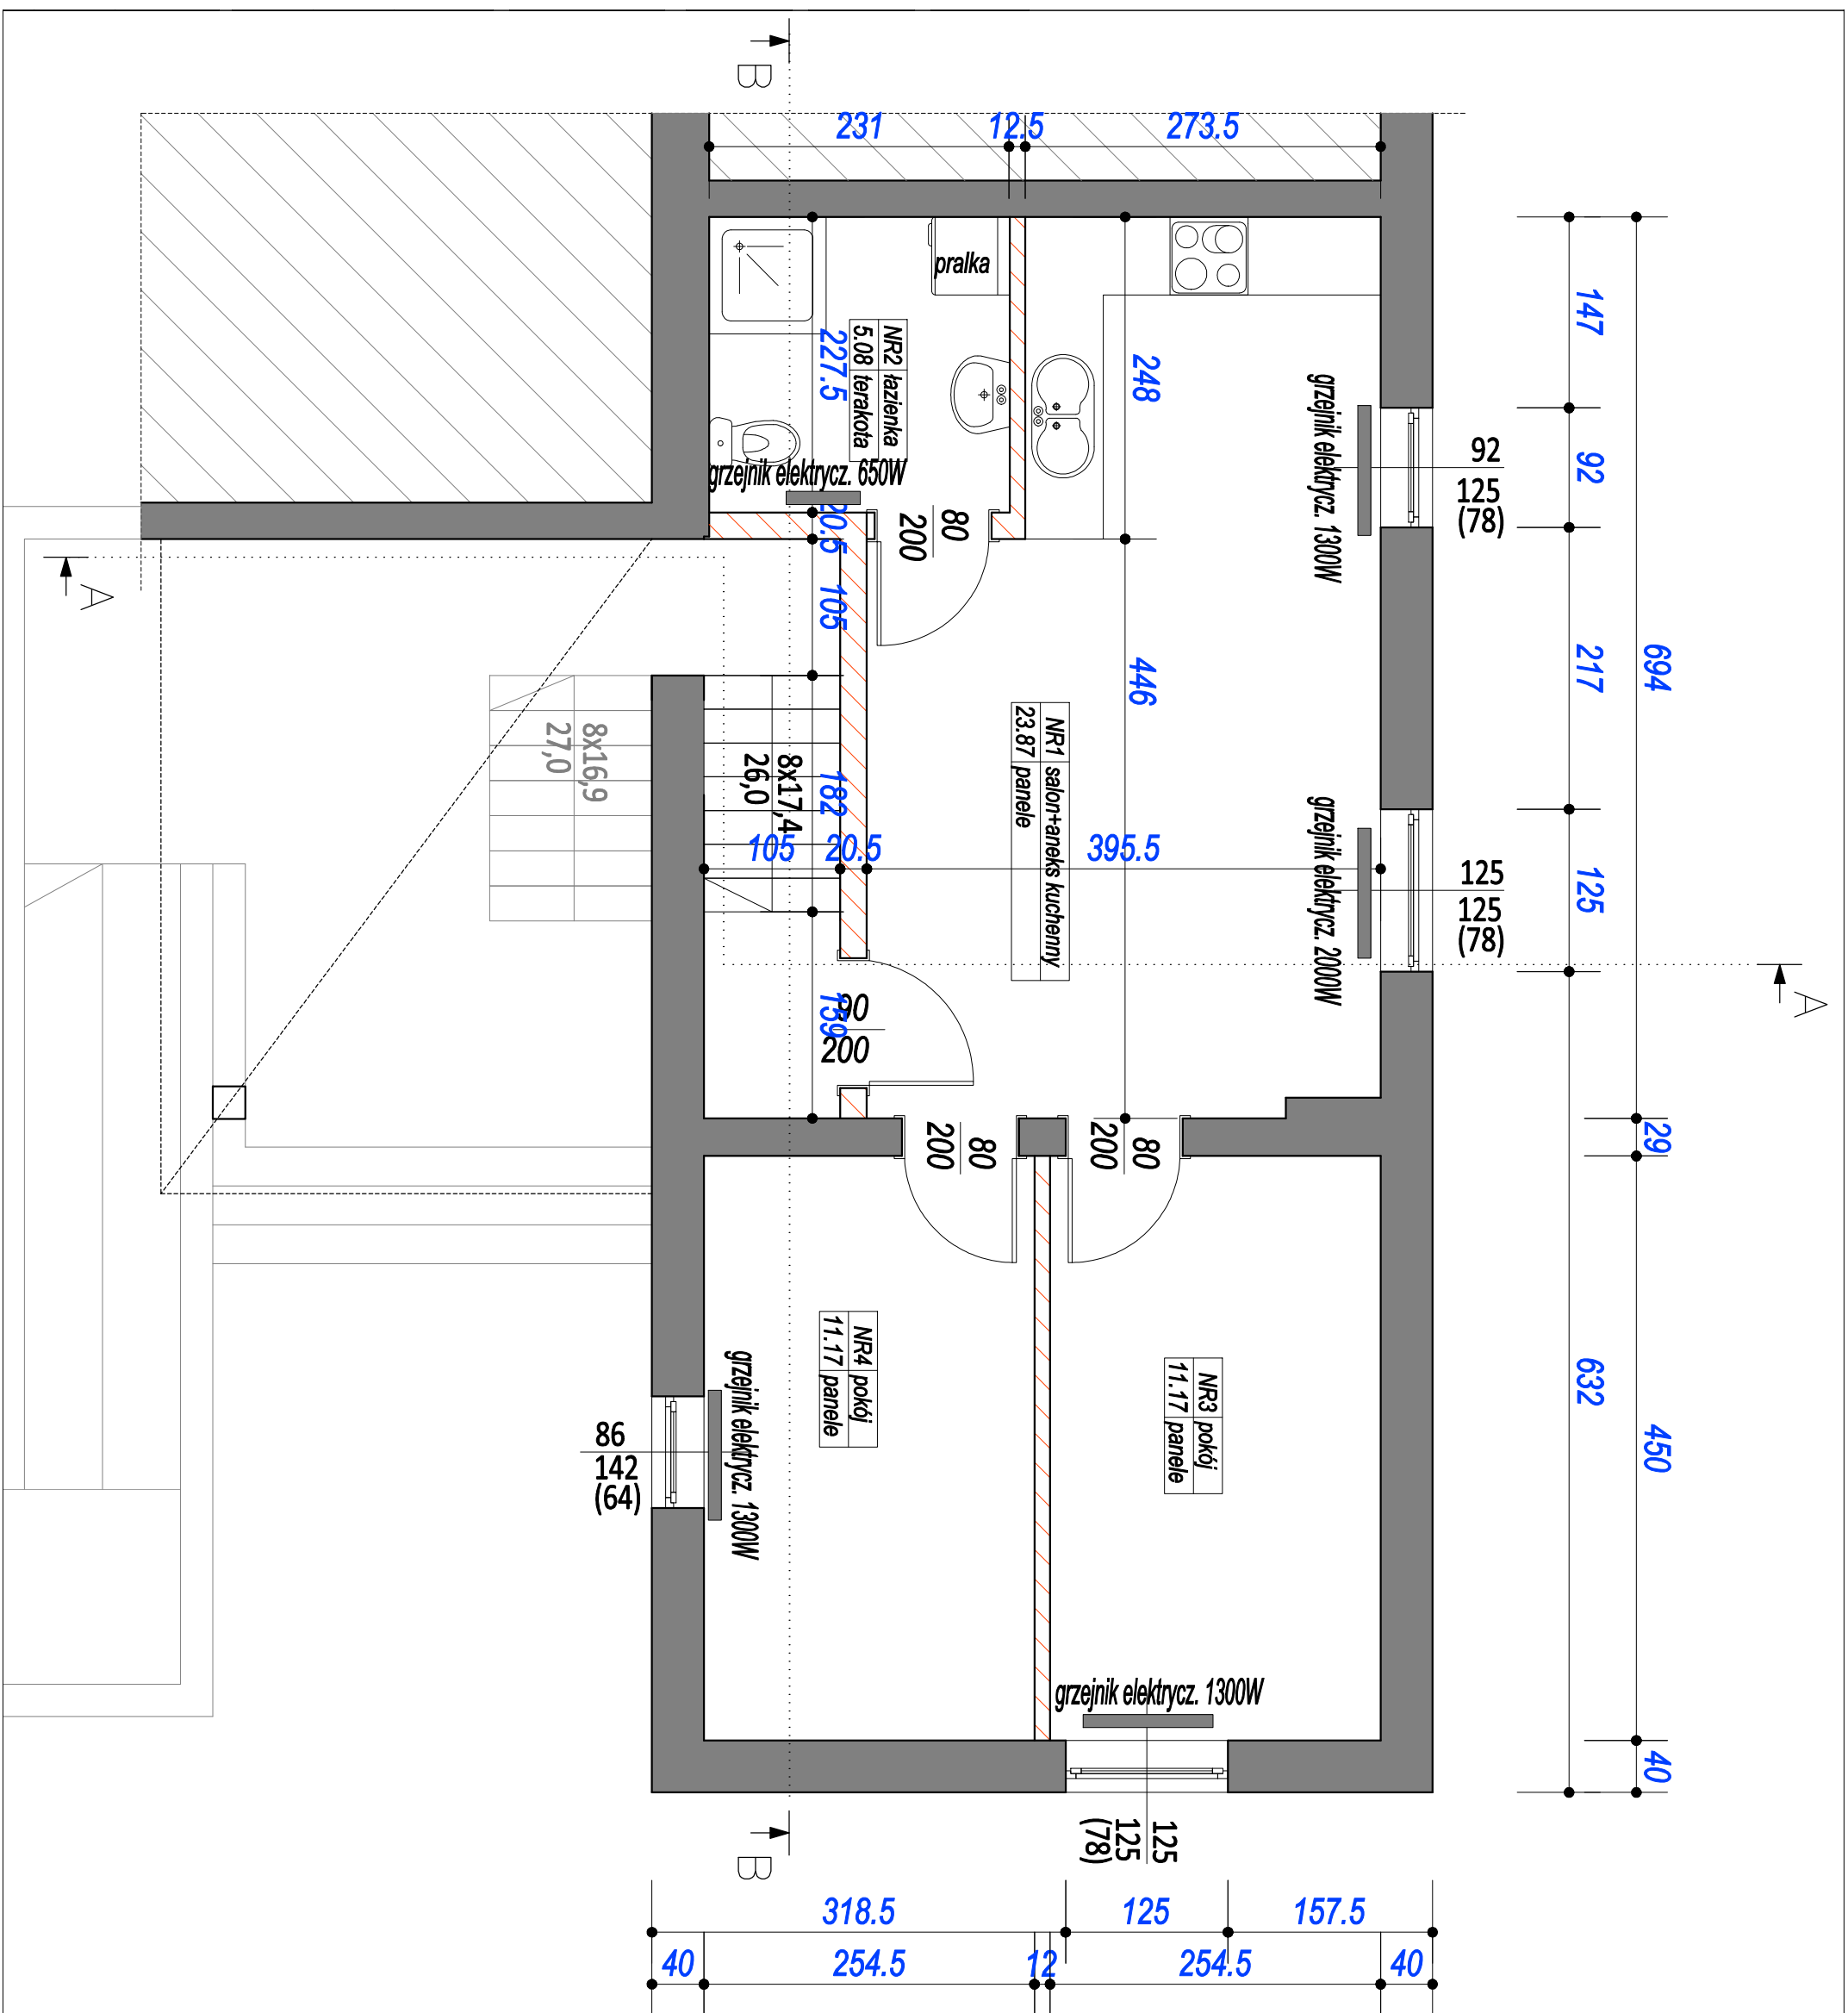 B
231
12.5
273.5
pralka
NR2 łazienka
5.08 terakota
227.5
248
147
grzejnik elektrycz. 1300W
92
125
(78)
92
grzejnik elektrycz. 650W
20.5
80
200
105
A
446
217
694
NR1 salon+aneks kuchenny
23.87 panele
8x16,9
27,0
8x17,4
26,0
182
105
20.5
395.5
grzejnik elektrycz. 2000W
125
125
(78)
125
A
159
90
200
80
200
80
200
29
NR4 pokój
11.17 panele
NR3 pokój
11.17 panele
632
450
grzejnik elektrycz. 1300W
86
142
(64)
grzejnik elektrycz. 1300W
40
125
125
(78)
B
318.5
125
157.5
40
254.5
12
254.5
40